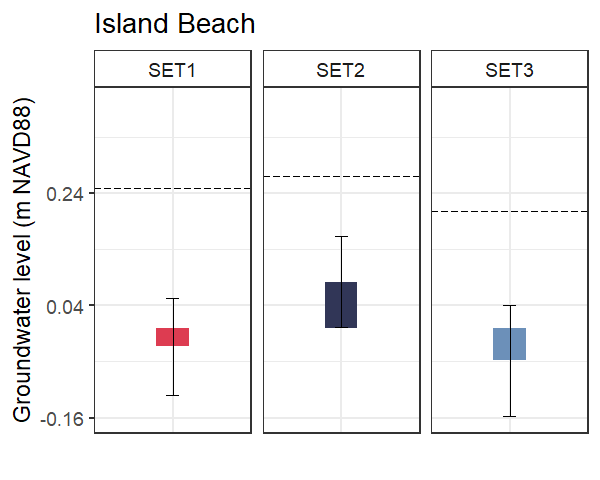 Island Beach
SET1 SET2 SET3
Groundwater level (m NAVD88)
0.24
0.04
-0.16